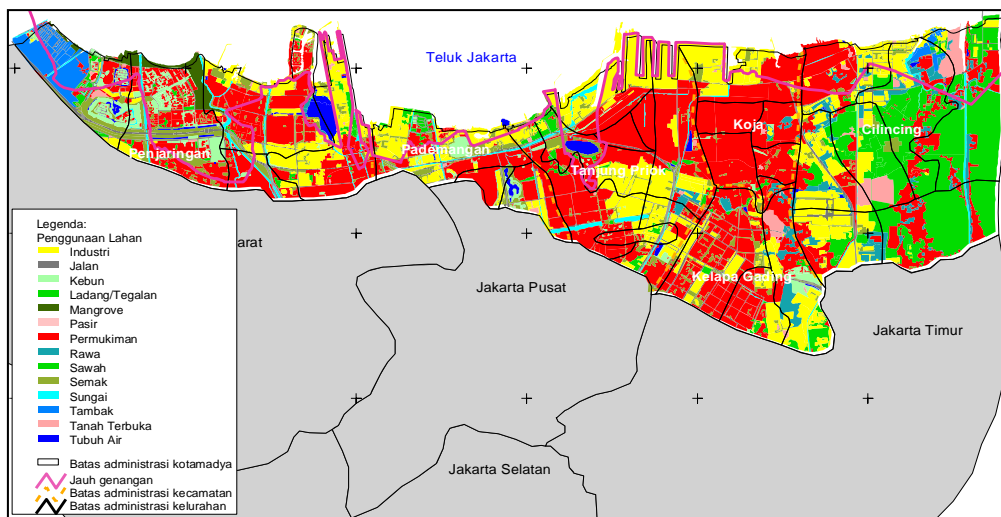 Teluk Jakarta
Penjaringan
Pademangan
Tanjung Priok
Koja
Cilincing
Kelapa Gading
arat
Jakarta Pusat
Jakarta Timur
Jakarta Selatan
Legenda:
Penggunaan Lahan
Industri
Jalan
Kebun
Ladang/Tegalan
Mangrove
Pasir
Permukiman
Rawa
Sawah
Semak
Sungai
Tambak
Tanah Terbuka
Tubuh Air
Batas administrasi kotamadya
Jauh genangan
Batas administrasi kecamatan
Batas administrasi kelurahan